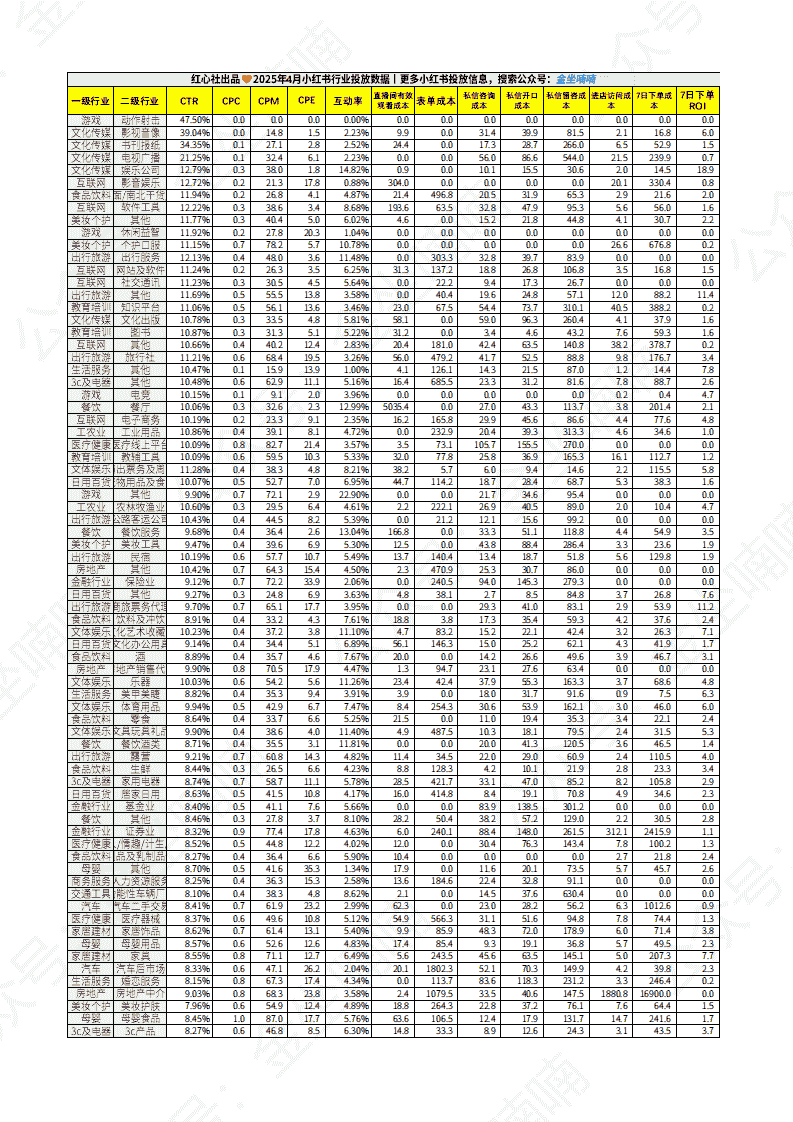 红心社出品🧡2025年4月小红书行业投放数据丨更多小红书投放信息，搜索公众号：金坐喃喃
一级行业 二级行业 CTR CPC CPM CPE 互动率 直播间有效观看成本 表单成本 私信咨询成本 私信开口成本 私信留资成本 进店访问成本 7日下单成本 7日下单ROI
游戏 动作射击 47.50% 0.0 0.0 0.0 0.00% 0.0 0.0 0.0 0.0 0.0 0.0 0.0 0.0
文化传媒 影视音像 39.04% 0.0 14.8 1.5 2.23% 9.9 0.0 31.4 39.9 81.5 2.1 16.8 6.0
文化传媒 书刊报纸 34.35% 0.1 27.1 2.8 2.52% 24.4 0.0 17.3 28.7 266.0 6.5 52.9 1.5
文化传媒 电视广播 21.25% 0.1 32.4 6.1 2.23% 0.0 0.0 56.0 86.6 544.0 21.5 239.9 0.7
文化传媒 娱乐公司 12.79% 0.3 38.0 1.8 14.82% 0.9 0.0 10.1 15.5 30.6 2.0 14.5 18.9
互联网 影音娱乐 12.72% 0.2 21.3 17.8 0.88% 304.0 0.0 0.0 0.0 0.0 20.1 330.4 0.8
食品饮料 面/南北干货 11.94% 0.2 26.8 4.1 4.87% 21.4 496.8 20.5 31.9 65.3 2.9 21.6 2.0
互联网 软件工具 12.22% 0.3 38.6 3.4 8.68% 193.6 63.5 32.8 47.9 95.3 5.6 56.0 1.6
美妆个护 其他 11.77% 0.3 40.4 5.0 6.02% 4.6 0.0 15.2 21.8 44.8 4.1 30.7 2.2
游戏 休闲益智 11.92% 0.2 27.8 20.3 1.04% 0.0 0.0 0.0 0.0 0.0 0.0 0.0 0.0
美妆个护 个护口服 11.15% 0.7 78.2 5.7 10.78% 0.0 0.0 0.0 0.0 0.0 26.6 676.8 0.2
出行旅游 出行服务 12.13% 0.4 48.0 3.6 11.48% 0.0 303.3 32.8 39.7 83.9 0.0 0.0 0.0
互联网 网站及软件 11.24% 0.2 26.3 3.5 6.25% 31.3 137.2 18.8 26.8 106.8 3.5 16.8 1.5
互联网 社交通讯 11.23% 0.3 30.5 4.5 5.64% 0.0 22.2 9.4 17.3 26.7 0.0 0.0 0.0
出行旅游 其他 11.69% 0.5 55.5 13.8 3.58% 0.0 40.4 19.6 24.8 57.1 12.0 88.2 11.4
教育培训 知识平台 11.06% 0.5 56.1 13.6 3.46% 23.0 67.5 54.4 73.7 310.1 40.5 388.2 0.2
文化传媒 文化出版 10.78% 0.3 33.5 4.8 5.81% 58.1 0.0 59.0 96.3 260.4 4.1 37.9 1.6
教育培训 图书 10.87% 0.3 31.3 5.1 5.22% 31.2 0.0 3.4 4.6 43.2 7.6 59.3 1.6
互联网 其他 10.66% 0.4 40.2 12.4 2.83% 20.4 181.0 42.4 63.5 140.8 38.2 378.7 0.2
出行旅游 旅行社 11.21% 0.6 68.4 19.5 3.26% 56.0 479.2 41.7 52.5 88.8 9.8 176.7 3.4
生活服务 其他 10.47% 0.1 15.9 13.9 1.00% 4.1 126.1 14.3 21.5 87.0 1.2 14.4 7.8
3c及电器 其他 10.48% 0.6 62.9 11.1 5.16% 16.4 685.5 23.3 31.2 81.6 7.8 88.7 2.6
游戏 电竞 10.15% 0.1 9.1 2.0 3.96% 0.0 0.0 0.0 0.0 0.0 0.2 0.4 4.7
餐饮 餐厅 10.06% 0.3 32.6 2.3 12.99% 5035.4 0.0 27.0 43.3 113.7 3.8 201.4 2.1
互联网 电子商务 10.19% 0.2 23.3 9.1 2.35% 16.2 165.8 29.9 45.6 86.6 4.4 77.6 4.8
工农业 工业用品 10.86% 0.4 39.1 8.1 4.72% 0.0 232.9 20.4 39.3 313.3 4.6 34.6 1.0
医疗健康 医疗线上平台 10.09% 0.8 82.7 21.4 3.57% 3.5 73.1 105.7 155.5 270.0 0.0 0.0 0.0
教育培训 教辅工具 10.09% 0.6 59.5 10.3 5.33% 32.0 77.8 25.8 36.9 165.3 16.1 112.7 1.2
文体娱乐 出票务及周 11.28% 0.4 38.3 4.8 8.21% 38.2 5.7 6.0 9.4 14.6 2.2 115.5 5.8
日用百货 宠物用品及食 10.07% 0.5 52.7 7.0 6.95% 44.7 114.2 18.7 28.4 68.7 5.3 38.3 1.6
游戏 其他 9.90% 0.7 72.1 2.9 22.90% 0.0 0.0 21.7 34.6 95.4 0.0 0.0 0.0
工农业 农林牧渔业 10.60% 0.3 29.5 6.4 4.61% 2.2 222.1 26.9 40.5 89.0 2.0 10.4 4.7
出行旅游 公路客运公司 10.43% 0.4 44.5 8.2 5.39% 0.0 21.2 12.1 15.6 99.2 0.0 0.0 0.0
餐饮 餐饮服务 9.68% 0.4 36.4 2.6 13.04% 166.8 0.0 33.3 51.1 118.8 4.4 54.9 3.5
美妆个护 美妆工具 9.47% 0.4 39.6 6.9 5.30% 12.5 0.0 43.8 88.4 286.4 3.3 23.6 1.9
出行旅游 民宿 10.19% 0.6 57.7 10.7 5.49% 13.7 140.4 13.4 18.7 51.8 5.6 129.8 1.9
房地产 其他 10.42% 0.7 64.3 15.4 4.50% 2.3 470.9 25.3 30.7 86.0 0.0 0.0 0.0
金融行业 保险业 9.12% 0.7 72.2 33.9 2.06% 0.0 240.5 94.0 145.3 279.3 0.0 0.0 0.0
日用百货 其他 9.27% 0.3 24.8 6.9 3.63% 4.8 38.1 2.7 8.5 84.8 3.7 26.8 7.6
出行旅游 商旅票务代理 9.70% 0.7 65.1 17.7 3.95% 0.0 0.0 29.3 41.0 83.1 2.9 53.9 11.2
食品饮料 饮料及冲饮 8.91% 0.4 33.2 4.3 7.61% 18.8 3.8 17.3 35.4 59.3 4.2 37.6 2.4
文体娱乐 文化艺术收藏 10.23% 0.4 37.2 3.8 11.10% 4.7 83.2 15.2 22.1 42.4 3.2 26.3 7.1
日用百货 文化办公用具 9.14% 0.4 34.4 5.1 6.89% 56.1 146.3 15.0 25.2 62.1 4.3 41.9 1.7
食品饮料 酒 8.89% 0.4 35.7 4.6 7.67% 20.0 0.0 14.2 26.6 49.6 3.9 46.7 3.1
房地产 地产销售代 9.90% 0.8 70.5 17.9 4.47% 1.3 94.7 23.1 27.6 63.4 0.0 0.0 0.0
文体娱乐 乐器 10.03% 0.6 54.2 5.6 11.26% 23.4 42.4 37.9 55.3 163.3 3.7 68.6 4.8
生活服务 美甲美睫 8.82% 0.4 35.3 9.4 3.91% 3.9 0.0 18.0 31.7 91.6 0.9 7.5 6.3
文体娱乐 体育用品 9.94% 0.5 42.9 6.7 7.47% 8.4 254.3 30.6 53.9 162.1 3.0 46.0 6.0
食品饮料 零食 8.64% 0.4 33.7 6.6 5.25% 21.5 0.0 11.0 19.4 35.3 3.4 22.1 2.4
文体娱乐 文具玩具礼品 9.90% 0.4 38.6 4.0 11.40% 4.9 487.5 10.3 18.1 79.5 2.4 31.5 5.3
餐饮 餐饮酒类 8.71% 0.4 35.5 3.1 11.81% 0.0 0.0 20.0 41.3 120.5 3.6 46.5 1.4
出行旅游 露营 9.21% 0.7 60.8 14.3 4.82% 11.4 34.5 22.0 29.0 60.9 2.4 110.5 4.0
食品饮料 生鲜 8.44% 0.3 26.5 6.6 4.23% 8.8 128.3 4.2 10.1 21.9 2.8 23.3 3.4
3c及电器 家用电器 8.74% 0.7 58.7 11.1 5.78% 28.5 421.7 33.1 47.0 85.2 8.2 105.8 2.9
日用百货 居家日用 8.63% 0.5 41.5 10.8 4.17% 16.0 414.8 8.4 19.1 70.8 4.9 34.6 2.3
金融行业 基金业 8.40% 0.5 41.1 7.6 5.66% 0.0 0.0 83.9 138.5 301.2 0.0 0.0 0.0
餐饮 其他 8.46% 0.3 27.8 3.7 8.10% 28.2 50.4 38.2 57.2 129.0 2.2 30.5 2.8
金融行业 证券业 8.32% 0.9 77.4 17.8 4.63% 6.0 240.1 88.4 148.0 261.5 312.1 2415.9 1.1
医疗健康 /情趣/计生 8.52% 0.5 44.8 12.2 4.02% 12.0 0.0 30.4 76.3 143.4 7.8 100.2 1.3
食品饮料 品及乳制品 8.27% 0.4 36.4 6.6 5.90% 10.4 0.0 0.0 0.0 0.0 2.7 21.8 2.4
母婴 其他 8.70% 0.5 41.6 35.3 1.34% 17.9 0.0 11.6 20.1 73.5 5.7 45.7 2.6
商务服务 人力资源服务 8.25% 0.4 36.3 15.3 2.58% 13.6 184.6 22.4 32.8 91.1 0.0 0.0 0.0
交通工具 能性车辆厂 8.10% 0.4 38.3 4.8 8.62% 2.1 0.0 14.5 37.6 630.4 0.0 0.0 0.0
汽车 汽车二手交易 8.41% 0.7 61.9 23.2 2.99% 62.3 0.0 23.0 28.2 56.2 6.3 1012.6 0.9
医疗健康 医疗器械 8.37% 0.6 49.6 10.8 5.12% 54.9 566.3 31.1 51.6 94.8 7.8 74.4 1.3
家居建材 家居饰品 8.62% 0.7 61.4 13.1 5.40% 9.9 85.9 48.3 72.0 178.9 6.0 71.4 3.8
母婴 母婴用品 8.57% 0.6 52.6 12.6 4.83% 17.4 85.4 9.3 19.1 36.8 5.7 49.5 2.3
家居建材 家具 8.55% 0.8 71.1 12.7 6.49% 5.6 243.5 45.6 63.5 145.1 5.0 207.3 7.7
汽车 汽车后市场 8.33% 0.6 47.1 26.2 2.04% 20.1 1802.3 52.1 70.3 149.9 4.2 39.8 2.3
生活服务 婚恋服务 8.15% 0.8 67.3 17.4 4.34% 0.0 113.7 83.6 118.3 231.2 3.3 246.4 0.2
房地产 房地产中介 9.03% 0.8 68.3 23.8 3.58% 2.4 1079.5 33.5 40.6 147.5 1880.8 16900.0 0.0
美妆个护 美妆护肤 7.96% 0.6 54.9 12.4 4.89% 18.8 264.3 22.8 37.2 76.1 7.6 64.4 1.5
母婴 母婴食品 8.45% 1.0 87.0 17.7 5.76% 63.6 106.5 12.4 17.9 131.7 14.7 241.6 1.7
3c及电器 3c产品 8.27% 0.6 46.8 8.5 6.30% 14.8 33.3 8.9 12.6 24.3 3.1 43.5 3.7